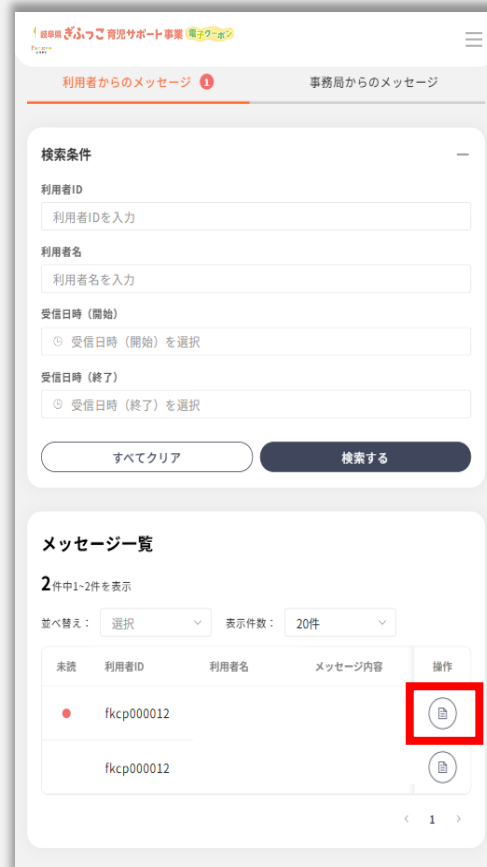 岐阜県 ぎふっこ 育児サポート事業 電子クーポン
利用者からのメッセージ 1
事務局からのメッセージ
検索条件
利用者ID
利用者IDを入力
利用者名
利用者名を入力
受信日時（開始）
受信日時（開始）を選択
受信日時（終了）
受信日時（終了）を選択
すべてクリア 検索する
メッセージ一覧
2件中1~2件を表示
並べ替え： 選択 表示件数： 20件
未読 利用者ID 利用者名 メッセージ内容 操作
fkcp000012
fkcp000012
< 1 >